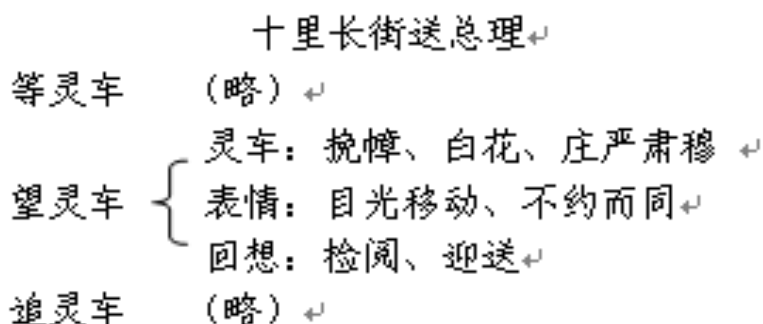 十里长街送总理↵
等灵车 （略）↵
灵车：挽幛、白花、庄严肃穆 ↵
望灵车 { 表情：目光移动、不约而同↵
回想：检阅、迎送↵
追灵车 （略）↵